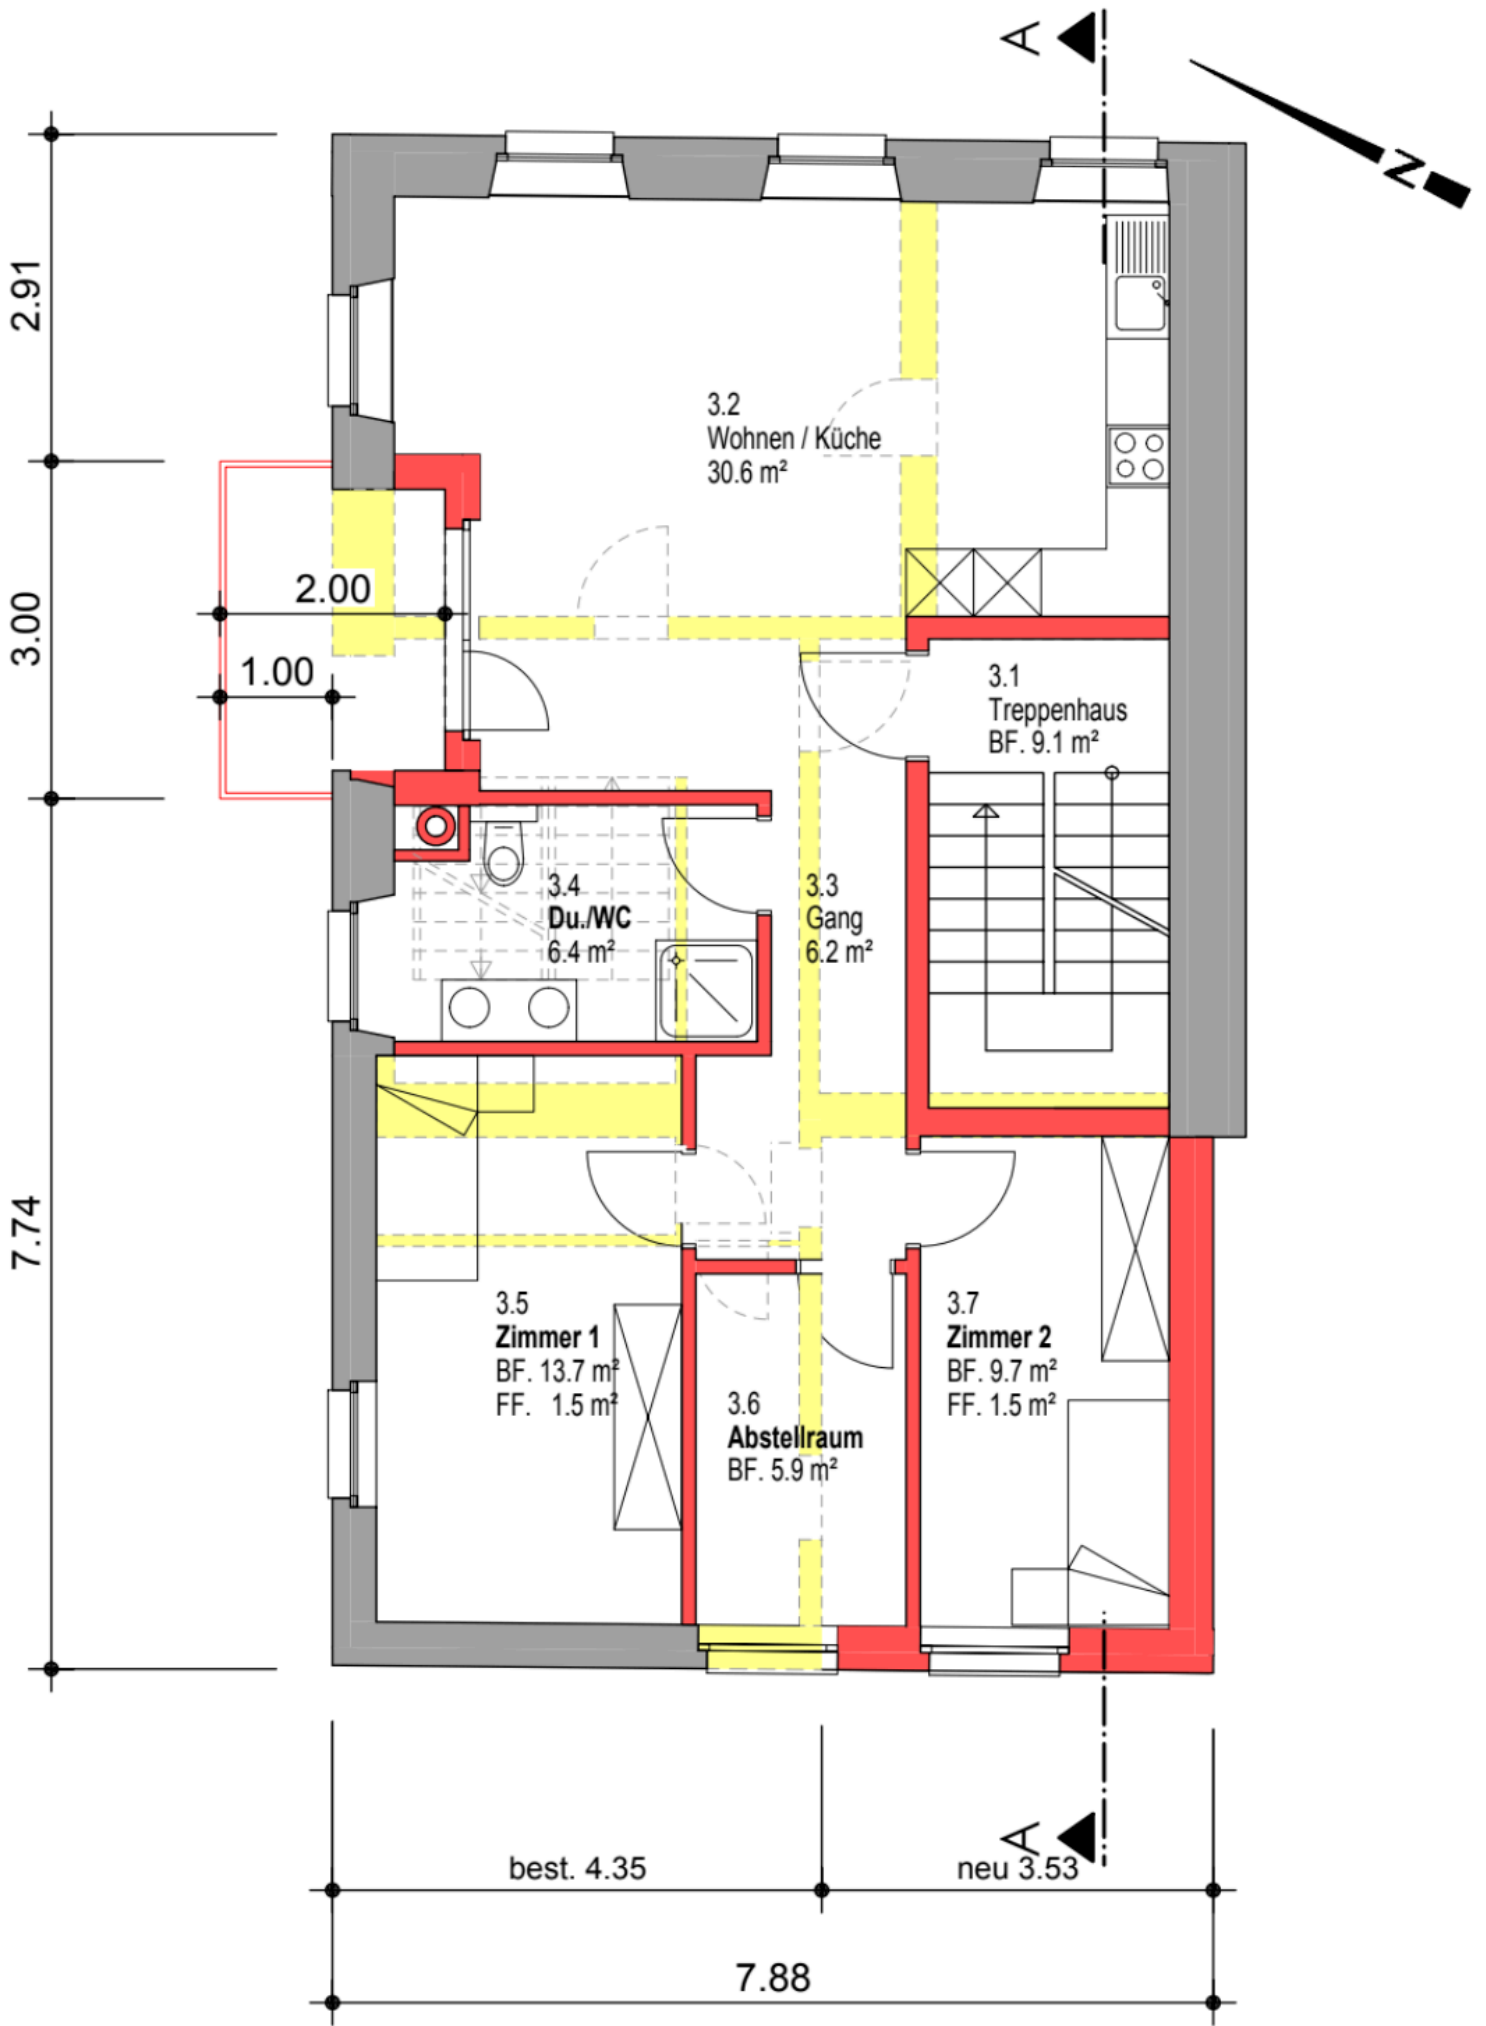 A
N
2.91
3.2
Wohnen / Küche
30.6 m²
3.00
2.00
1.00
3.1
Treppenhaus
BF. 9.1 m²
3.4
Du./WC
6.4 m²
3.3
Gang
6.2 m²
7.74
3.5
Zimmer 1
BF. 13.7 m²
FF. 1.5 m²
3.7
Zimmer 2
BF. 9.7 m²
FF. 1.5 m²
3.6
Abstellraum
BF. 5.9 m²
A
best. 4.35
neu 3.53
7.88